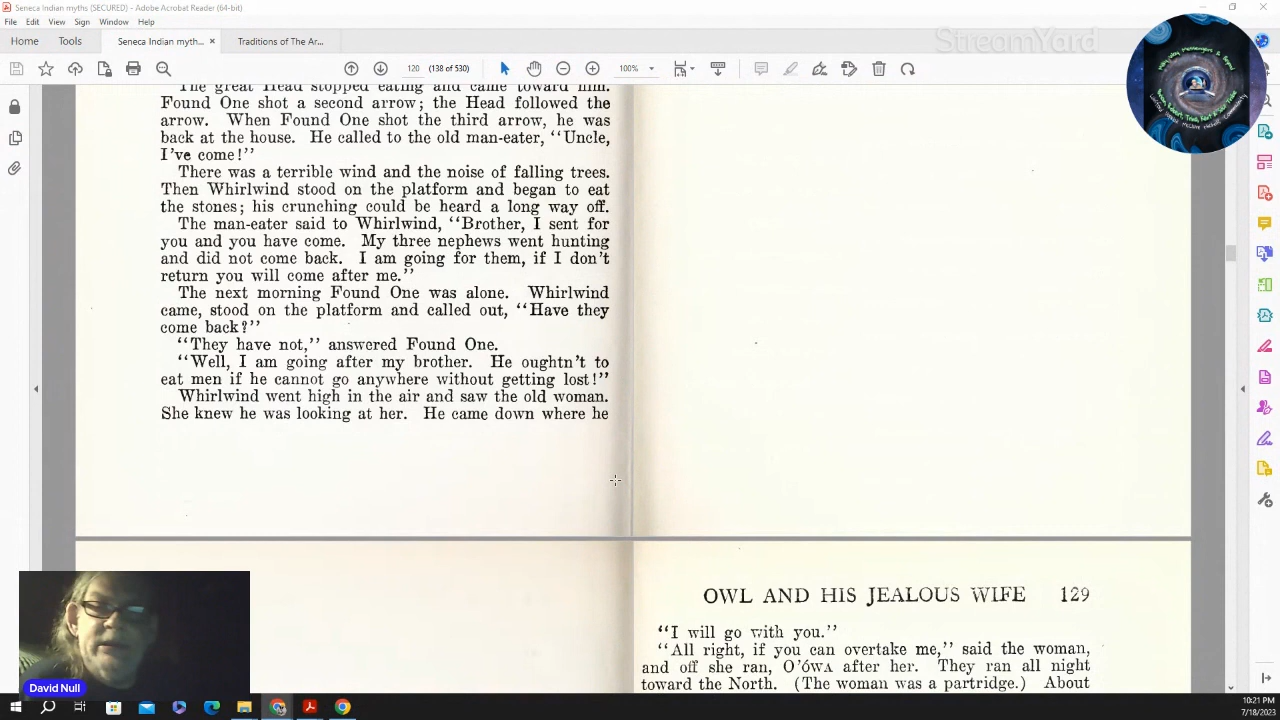 Seneca Indian myths (SECURED) - Adobe Acrobat Reader (64-bit)
File Edit View Sign Window Help
Home Tools Seneca Indian myth... × Traditions of The Ar...
StreamYard
120 (138 of 530) 100%
The great Head stopped eating and came toward him.
Found One shot a second arrow; the Head followed the
arrow. When Found One shot the third arrow, he was
back at the house. He called to the old man-eater, “Uncle,
I’ve come!”
There was a terrible wind and the noise of falling trees.
Then Whirlwind stood on the platform and began to eat
the stones; his crunching could be heard a long way off.
The man-eater said to Whirlwind, “Brother, I sent for
you and you have come. My three nephews went hunting
and did not come back. I am going for them, if I don’t
return you will come after me.”
The next morning Found One was alone. Whirlwind
came, stood on the platform and called out, “Have they
come back?”
“They have not,” answered Found One.
“Well, I am going after my brother. He oughtn’t to
eat men if he cannot go anywhere without getting lost!”
Whirlwind went high in the air and saw the old woman.
She knew he was looking at her. He came down where he
OWL AND HIS JEALOUS WIFE 129
“I will go with you.”
“All right, if you can overtake me,” said the woman,
and off she ran, O’ówᴀ after her. They ran all night
toward the North. (The woman was a partridge.) About
David Null
10:21 PM
7/18/2023